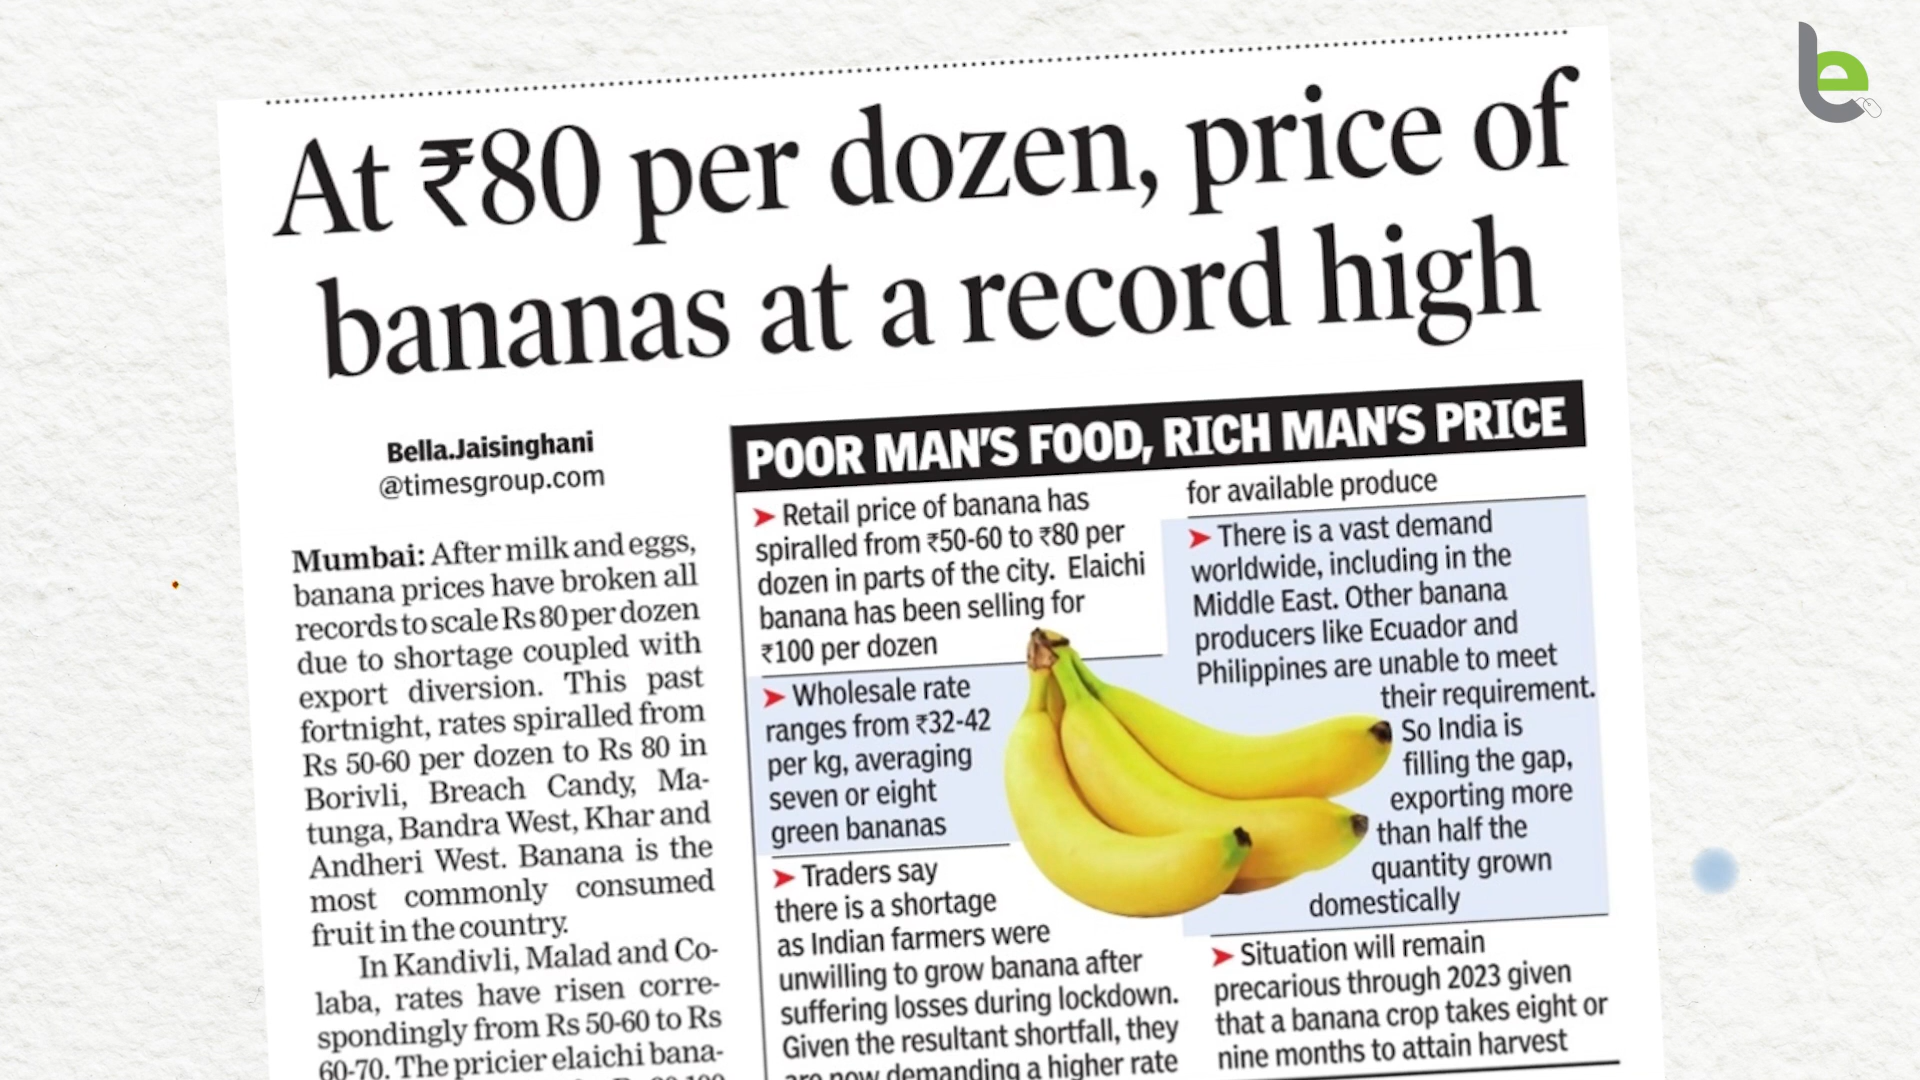 At ₹80 per dozen, price of
bananas at a record high
Bella.Jaisinghani
@timesgroup.com
Mumbai: After milk and eggs,
banana prices have broken all
records to scale Rs 80 per dozen
due to shortage coupled with
export diversion. This past
fortnight, rates spiralled from
Rs 50-60 per dozen to Rs 80 in
Borivli, Breach Candy, Ma-
tunga, Bandra West, Khar and
Andheri West. Banana is the
most commonly consumed
fruit in the country.
In Kandivli, Malad and Co-
laba, rates have risen corre-
spondingly from Rs 50-60 to Rs
60-70. The pricier elaichi bana-
POOR MAN'S FOOD, RICH MAN'S PRICE
➤ Retail price of banana has
spiralled from ₹50-60 to ₹80 per
dozen in parts of the city. Elaichi
banana has been selling for
₹100 per dozen
➤ Wholesale rate
ranges from ₹32-42
per kg, averaging
seven or eight
green bananas
➤ Traders say
there is a shortage
as Indian farmers were
unwilling to grow banana after
suffering losses during lockdown.
Given the resultant shortfall, they
are now demanding a higher rate
for available produce
➤ There is a vast demand
worldwide, including in the
Middle East. Other banana
producers like Ecuador and
Philippines are unable to meet
their requirement.
So India is
filling the gap,
exporting more
than half the
quantity grown
domestically
➤ Situation will remain
precarious through 2023 given
that a banana crop takes eight or
nine months to attain harvest